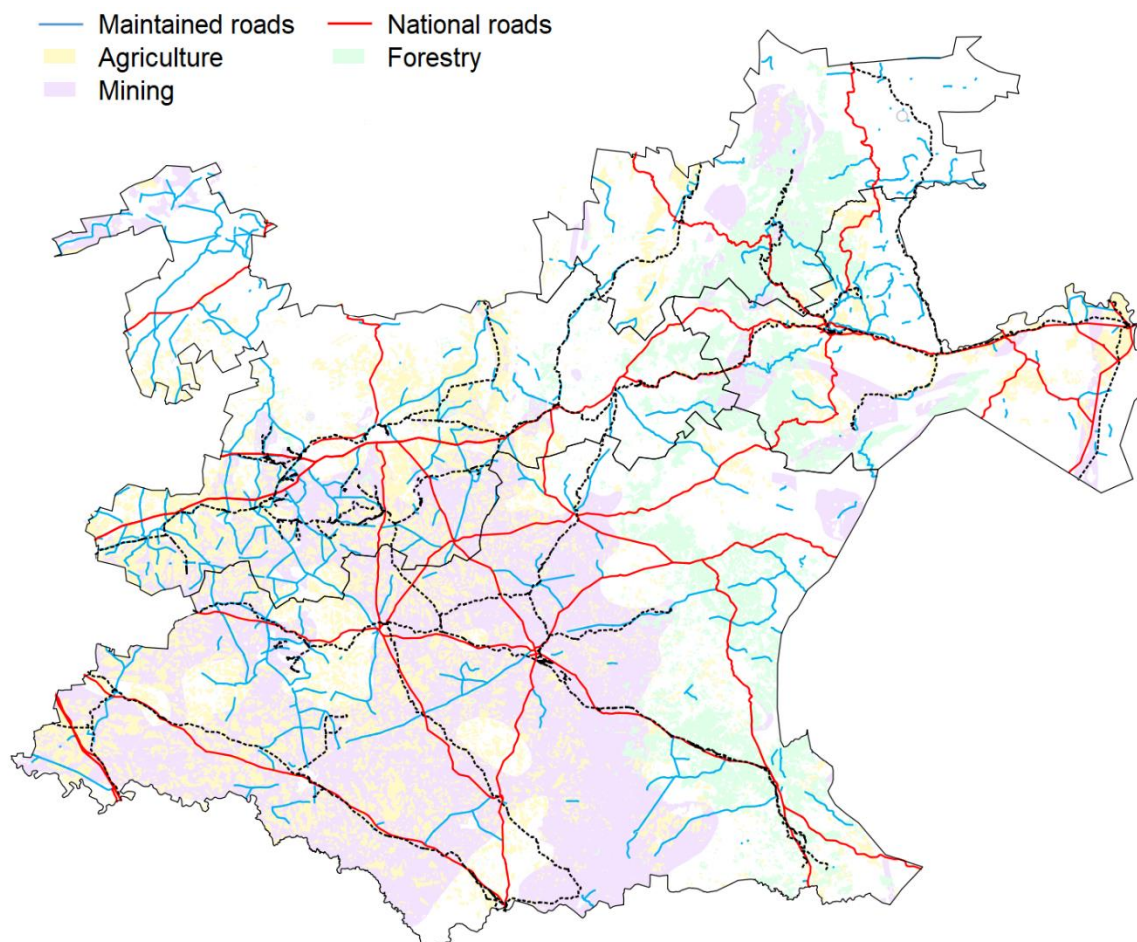 Maintained roads
National roads
Agriculture
Forestry
Mining